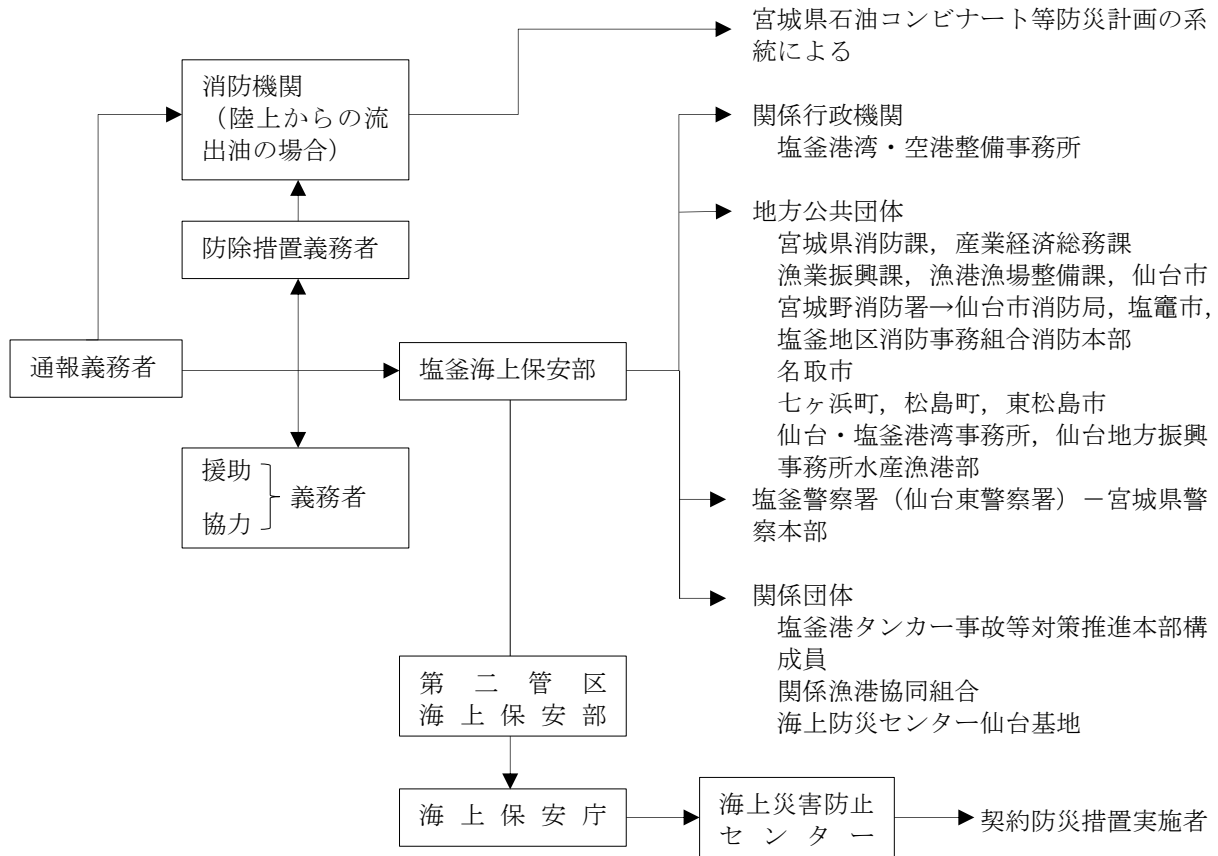 宮城県石油コンビナート等防災計画の系
統による
消防機関
（陸上からの流
出油の場合）
関係行政機関
塩釜港湾・空港整備事務所
防除措置義務者
地方公共団体
宮城県消防課，産業経済総務課
漁業振興課，漁港漁場整備課，仙台市
宮城野消防署→仙台市消防局，塩竈市，
塩釜地区消防事務組合消防本部
名取市
七ヶ浜町，松島町，東松島市
仙台・塩釜港湾事務所，仙台地方振興
事務所水産漁港部
通報義務者
塩釜海上保安部
援助
義務者
協力
塩釜警察署（仙台東警察署）－宮城県警
察本部
関係団体
塩釜港タンカー事故等対策推進本部構
成員
関係漁港協同組合
海上防災センター仙台基地
第二管区
海上保安部
海上保安庁
海上災害防止
センター
契約防災措置実施者